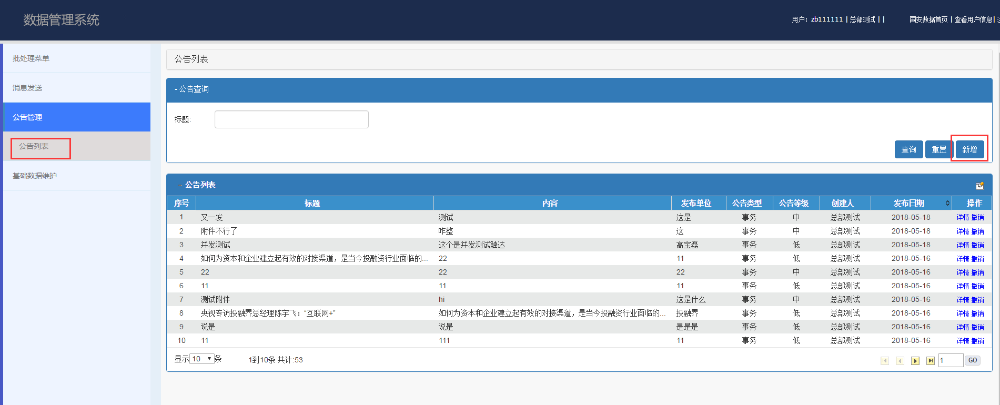 数据管理系统
用户：zb111111 | 总部测试 | |
国安数据首页 | 查看用户信息|
批处理菜单
消息发送
公告管理
公告列表
基础数据维护
公告列表
- 公告查询
标题:
查询 重置 新增
→ 公告列表
序号 标题 内容 发布单位 公告类型 公告等级 创建人 发布日期 操作
1 又一发 测试 这是 事务 中 总部测试 2018-05-18 详情 撤销
2 附件不行了 咋整 这 事务 中 总部测试 2018-05-18 详情 撤销
3 并发测试 这个是并发测试触达 高宝磊 事务 低 总部测试 2018-05-18 详情 撤销
4 如何为资本和企业建立起有效的对接渠道，是当今投融资行业面临的... 22 11 事务 低 总部测试 2018-05-16 详情 撤销
5 22 22 22 事务 中 总部测试 2018-05-16 详情 撤销
6 11 11 11 事务 低 总部测试 2018-05-16 详情 撤销
7 测试附件 hi 这是什么 事务 中 总部测试 2018-05-16 详情 撤销
8 央视专访投融界总经理陈宇飞：“互联网+” 如何为资本和企业建立起有效的对接渠道，是当今投融资行业面临的... 投融界 事务 低 总部测试 2018-05-16 详情 撤销
9 说是 说是 是是是 事务 低 总部测试 2018-05-16 详情 撤销
10 11 111 11 事务 低 总部测试 2018-05-16 详情 撤销
显示 10 条 1到10条 共计:53 1 GO